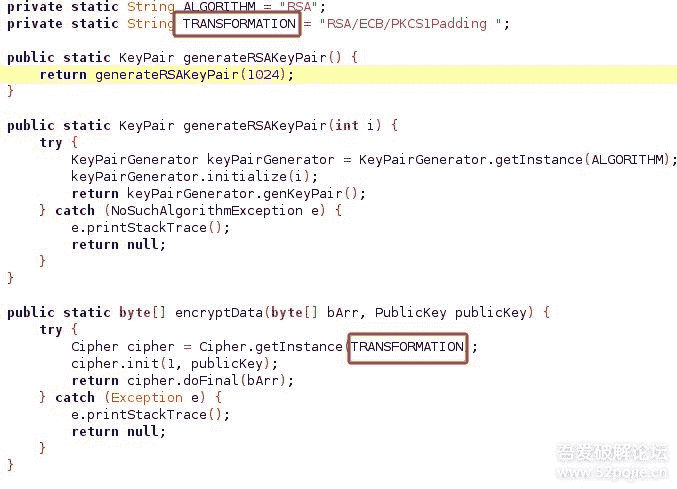 private static String ALGORITHM = "RSA";
private static String TRANSFORMATION = "RSA/ECB/PKCS1Padding ";
public static KeyPair generateRSAKeyPair() {
return generateRSAKeyPair(1024);
}
public static KeyPair generateRSAKeyPair(int i) {
try {
KeyPairGenerator keyPairGenerator = KeyPairGenerator.getInstance(ALGORITHM);
keyPairGenerator.initialize(i);
return keyPairGenerator.genKeyPair();
} catch (NoSuchAlgorithmException e) {
e.printStackTrace();
return null;
}
}
public static byte[] encryptData(byte[] bArr, PublicKey publicKey) {
try {
Cipher cipher = Cipher.getInstance(TRANSFORMATION);
cipher.init(1, publicKey);
return cipher.doFinal(bArr);
} catch (Exception e) {
e.printStackTrace();
return null;
}
}
吾爱破解论坛
www.52pojie.cn